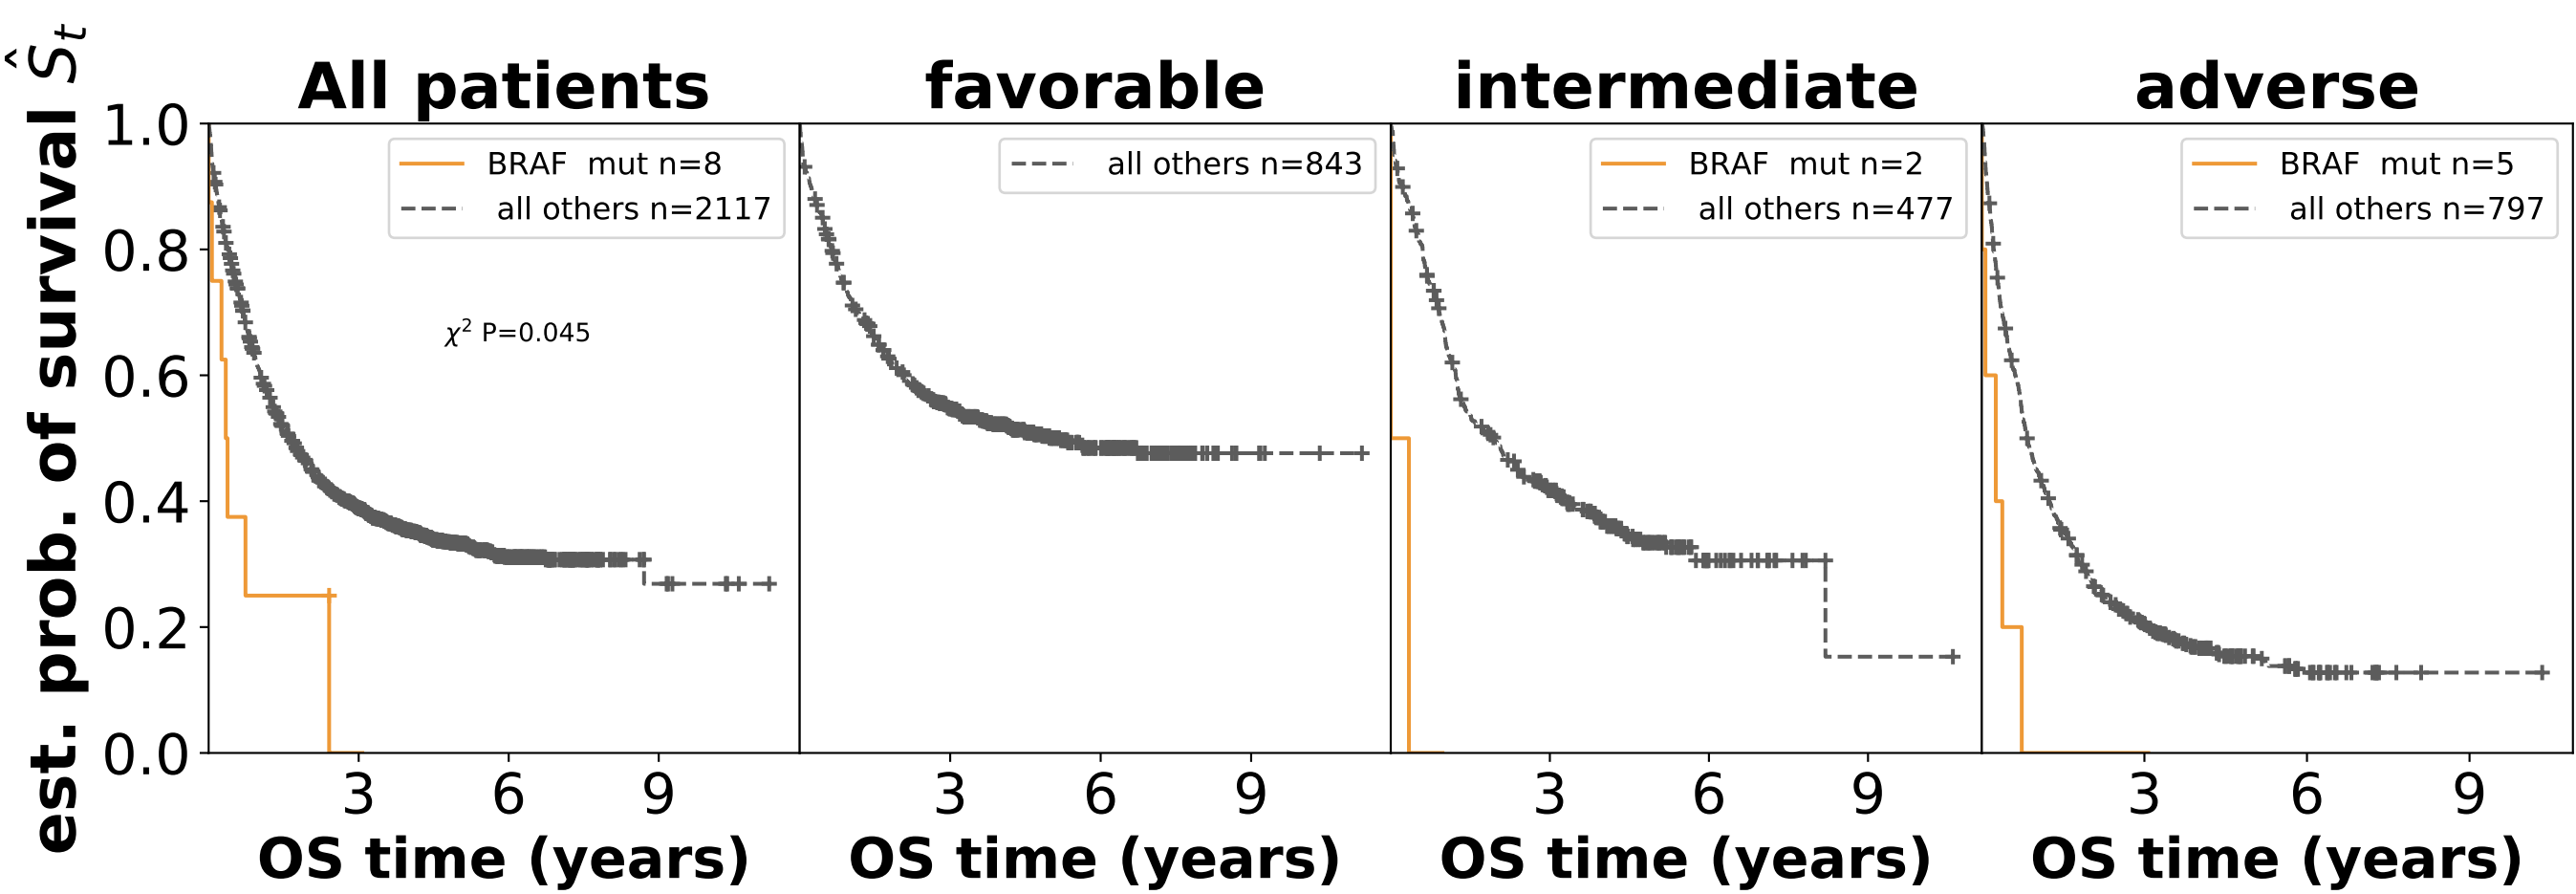 est. prob. of survival Ŝt
All patients
favorable
intermediate
adverse
1.0
0.8
0.6
0.4
0.2
0.0
BRAF mut n=8
all others n=2117
χ² P=0.045
3 6 9
OS time (years)
all others n=843
3 6 9
OS time (years)
BRAF mut n=2
all others n=477
3 6 9
OS time (years)
BRAF mut n=5
all others n=797
3 6 9
OS time (years)